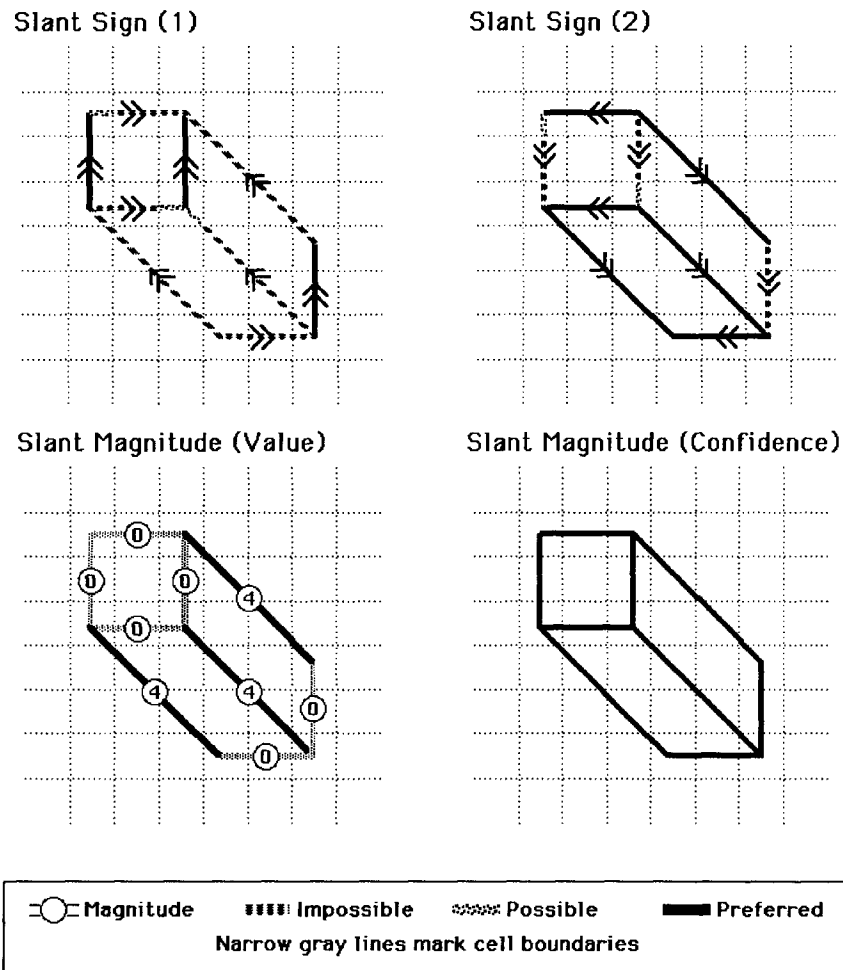 Slant Sign (1)
Slant Sign (2)
Slant Magnitude (Value)
Slant Magnitude (Confidence)
0
0
0
4
0
4
4
0
0
Magnitude
Impossible
Possible
Preferred
Narrow gray lines mark cell boundaries